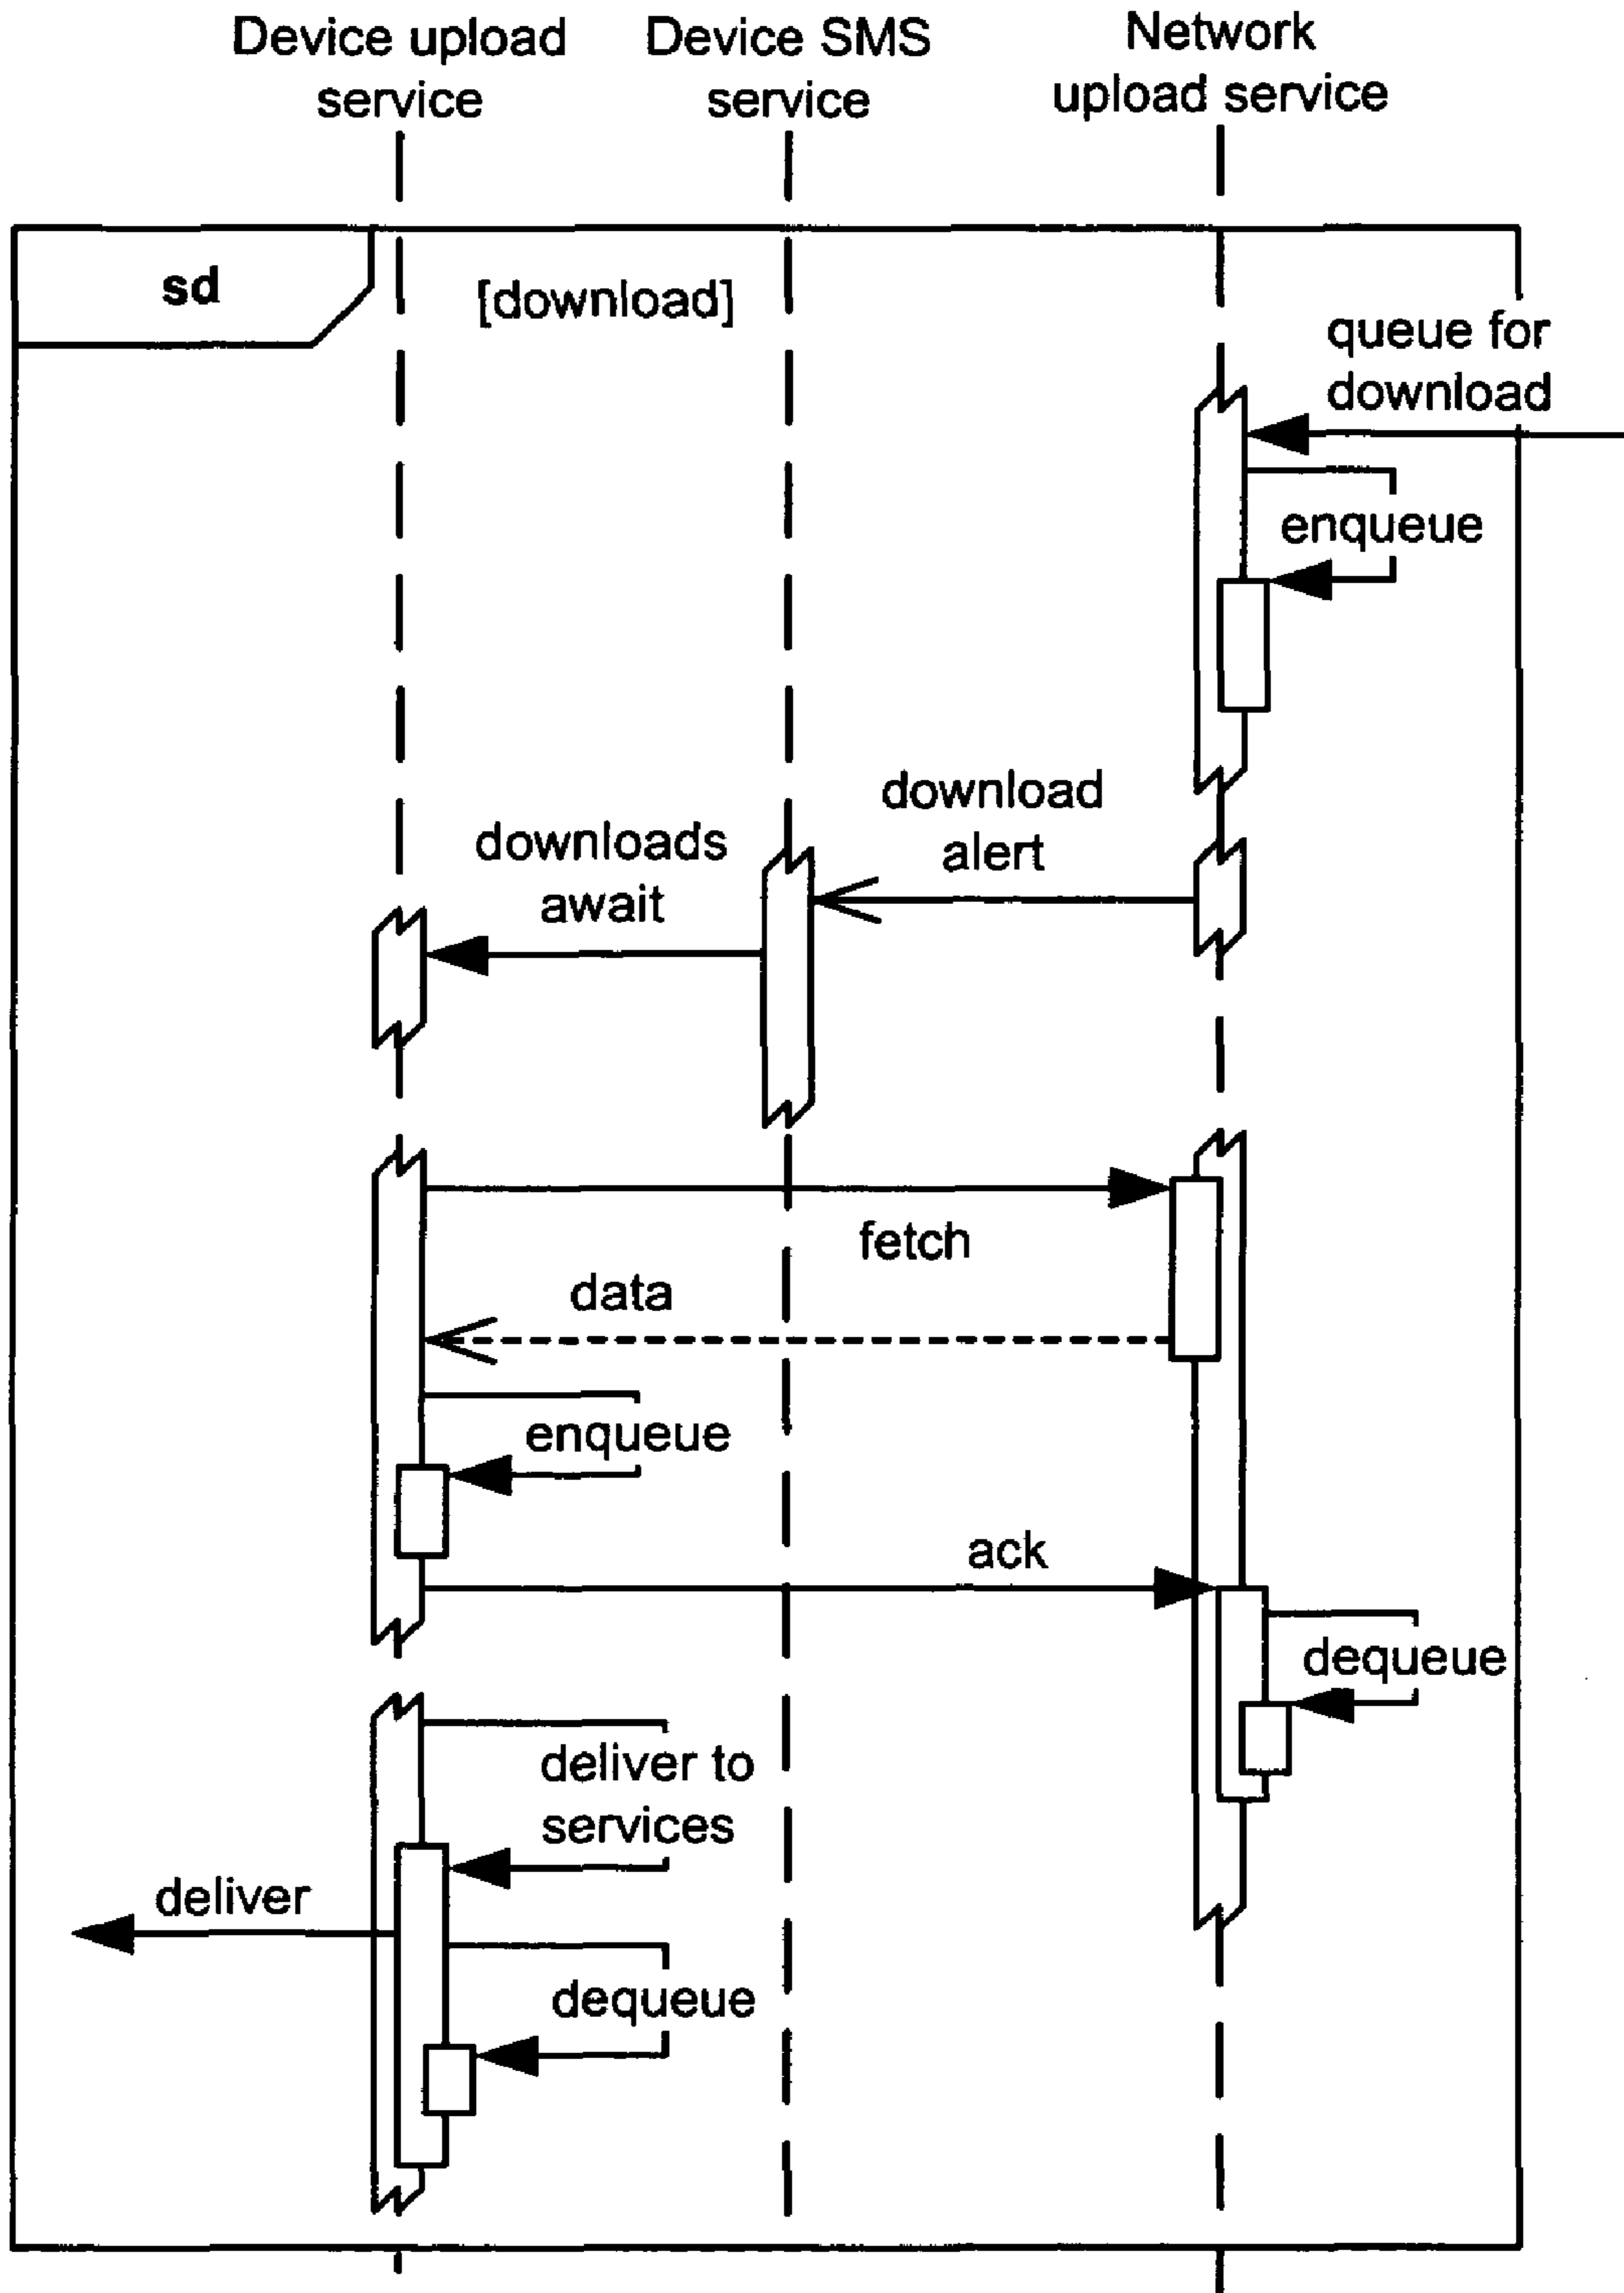 Device upload
service
Device SMS
service
Network
upload service
sd
[download]
queue for
download
enqueue
download
alert
downloads
await
fetch
data
enqueue
ack
dequeue
deliver to
services
deliver
dequeue